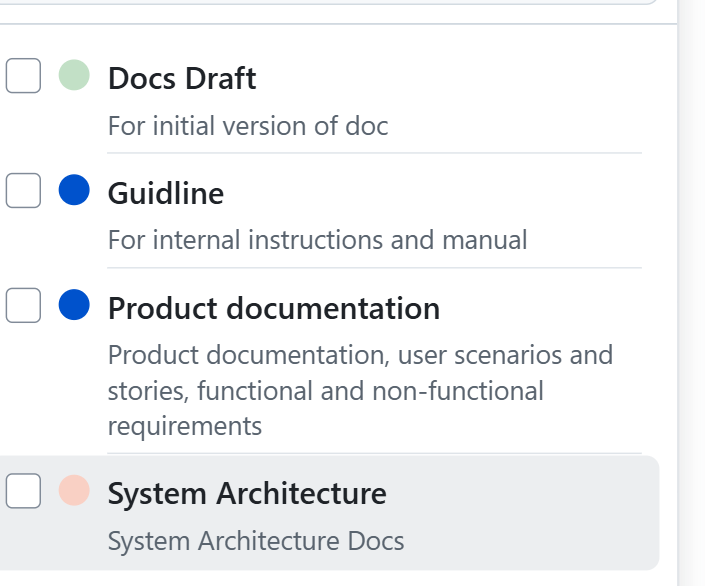 Docs Draft
For initial version of doc
Guidline
For internal instructions and manual
Product documentation
Product documentation, user scenarios and
stories, functional and non-functional
requirements
System Architecture
System Architecture Docs